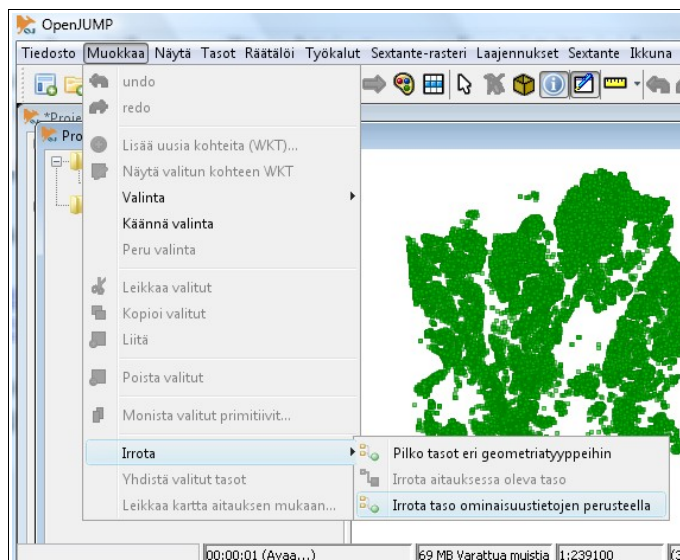 OpenJUMP
Tiedosto Muokkaa Näytä Tasot Räätälöi Työkalut Sextante-rasteri Laajennukset Sextante Ikkuna
undo
redo
*Proje
Pro
Lisää uusia kohteita (WKT)...
Näytä valitun kohteen WKT
Valinta
Käännä valinta
Peru valinta
Leikkaa valitut
Kopioi valitut
Liitä
Poista valitut
Monista valitut primitiivit...
Irrota
Pilko tasot eri geometriatyyppeihin
Yhdistä valitut tasot
Irrota aitauksessa oleva taso
Leikkaa kartta aitauksen mukaan...
Irrota taso ominaisuustietojen perusteella
00:00:01 (Avaa...) 69 MB Varattua muistia 1:239100